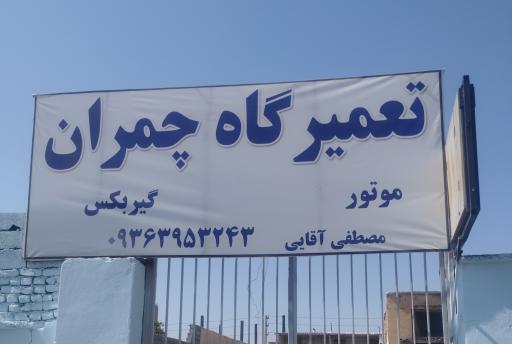 تعمیرگاه چمران
موتور گیربکس
مصطفی آقایی ۰۹۳۶۳۹۵۳۲۴۳